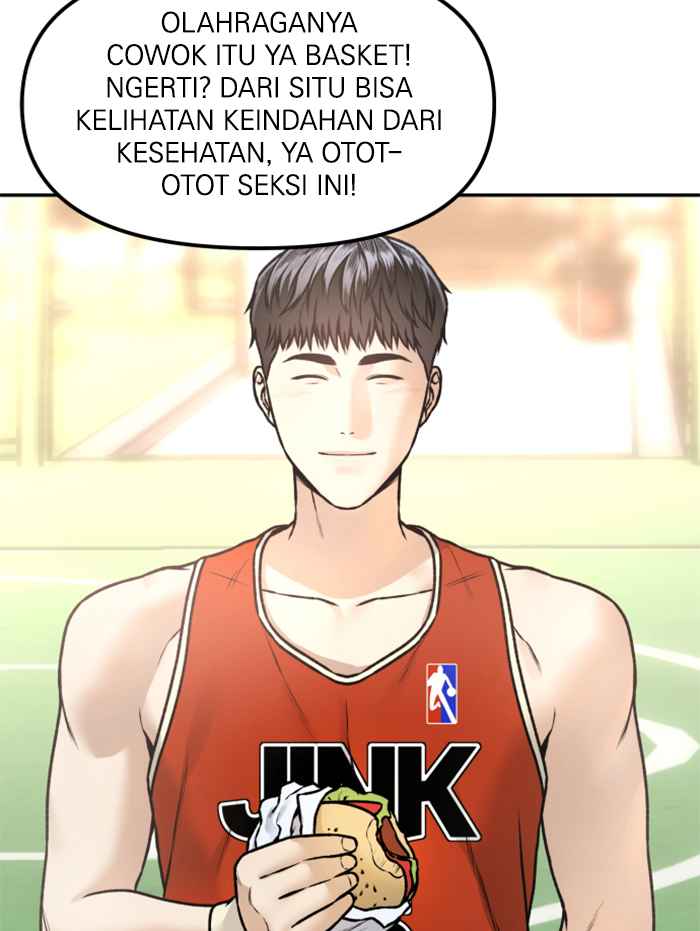 OLAHRAGANYA
COWOK ITU YA BASKET!
NGERTI? DARI SITU BISA
KELIHATAN KEINDAHAN DARI
KESEHATAN, YA OTOT–
OTOT SEKSI INI!
JINK